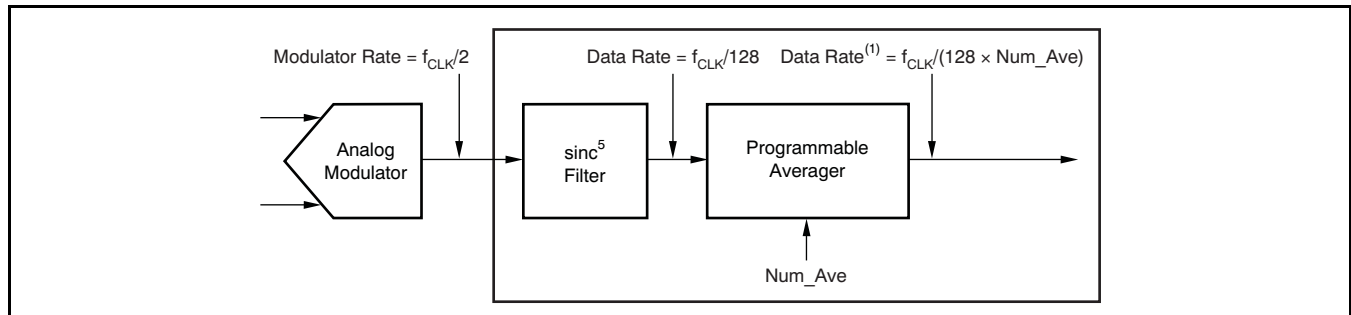 Modulator Rate = fCLK/2
Data Rate = fCLK/128
Data Rate(1) = fCLK/(128 × Num_Ave)
Analog
Modulator
sinc5
Filter
Programmable
Averager
Num_Ave